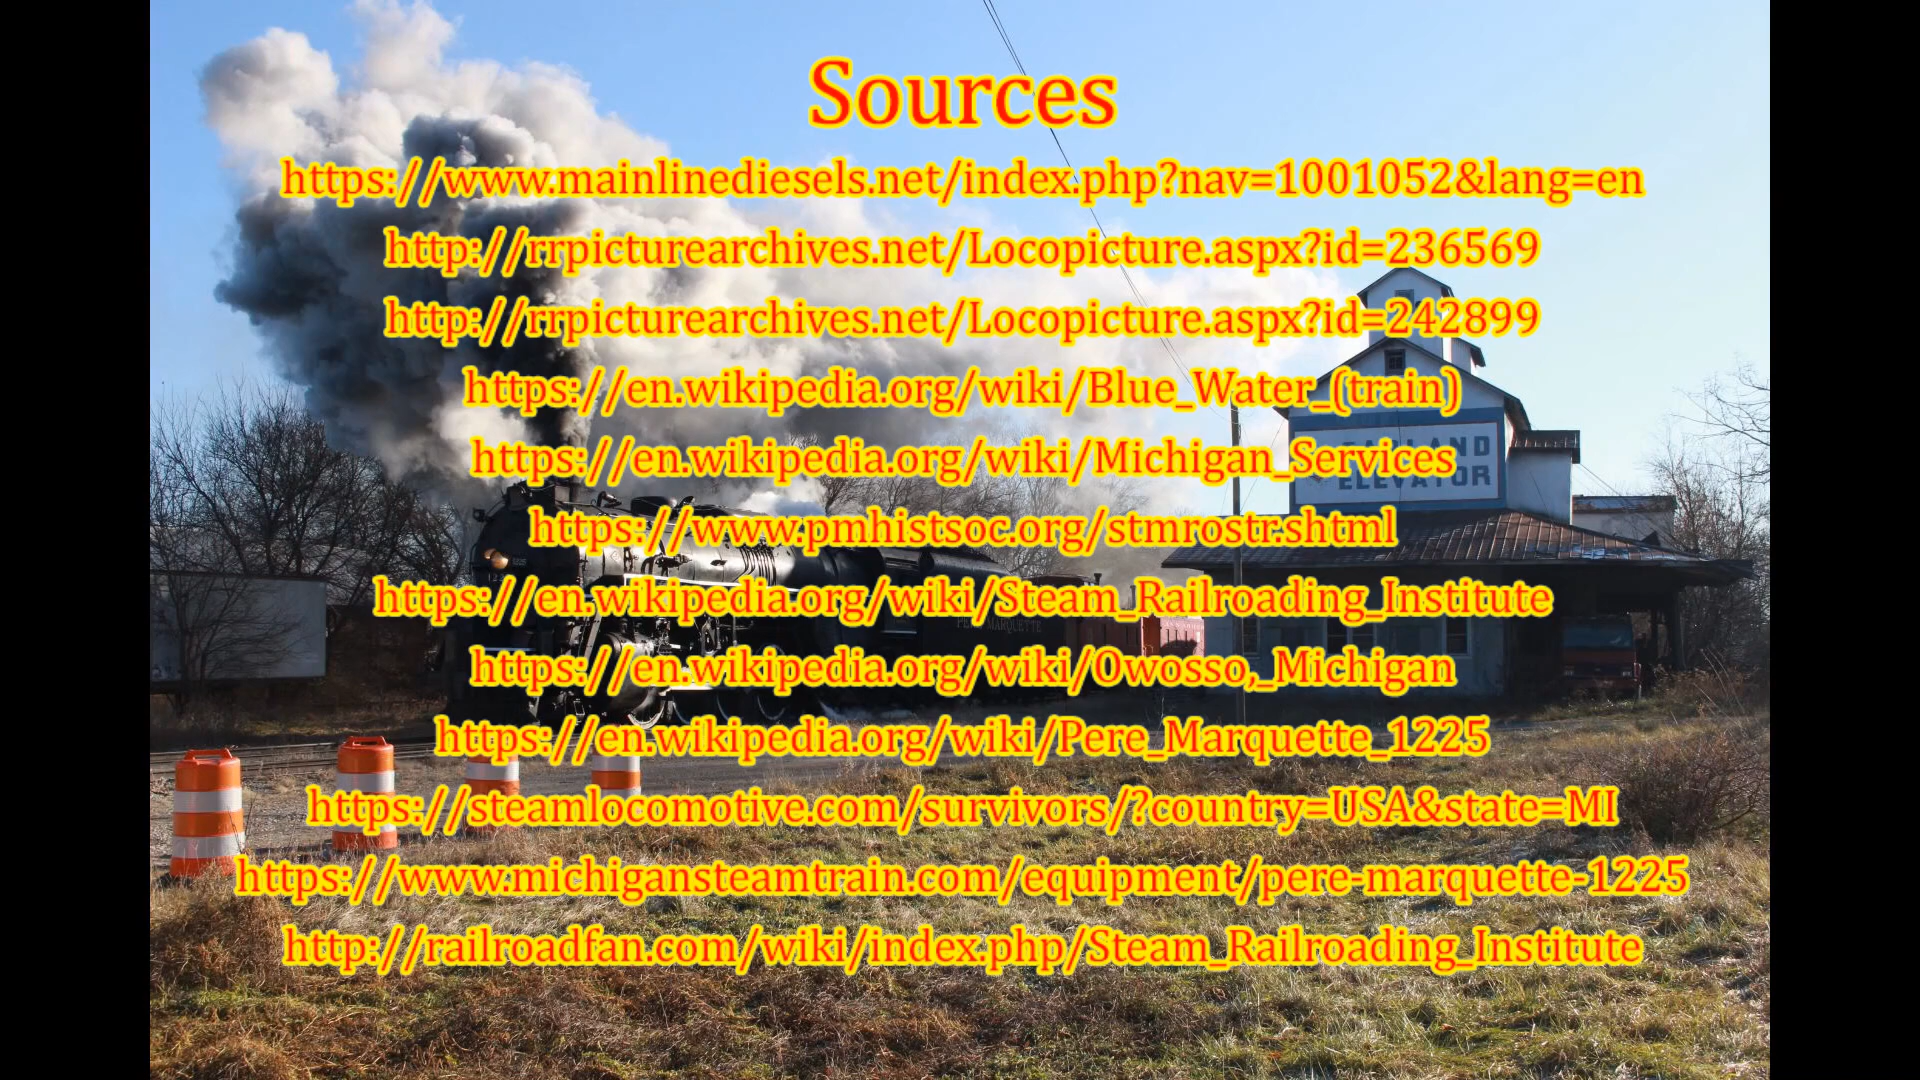 Sources
https://www.mainlinediesels.net/index.php?nav=1001052&lang=en
http://rrpicturearchives.net/Locopicture.aspx?id=236569
http://rrpicturearchives.net/Locopicture.aspx?id=242899
https://en.wikipedia.org/wiki/Blue_Water_(train)
https://en.wikipedia.org/wiki/Michigan_Services
ELEVATOR
https://www.pmhistsoc.org/stmrostr.shtml
https://en.wikipedia.org/wiki/Steam_Railroading_Institute
PERE MARQUETTE
https://en.wikipedia.org/wiki/Owosso,_Michigan
https://en.wikipedia.org/wiki/Pere_Marquette_1225
https://steamlocomotive.com/survivors/?country=USA&state=MI
https://www.michigansteamtrain.com/equipment/pere-marquette-1225
http://railroadfan.com/wiki/index.php/Steam_Railroading_Institute